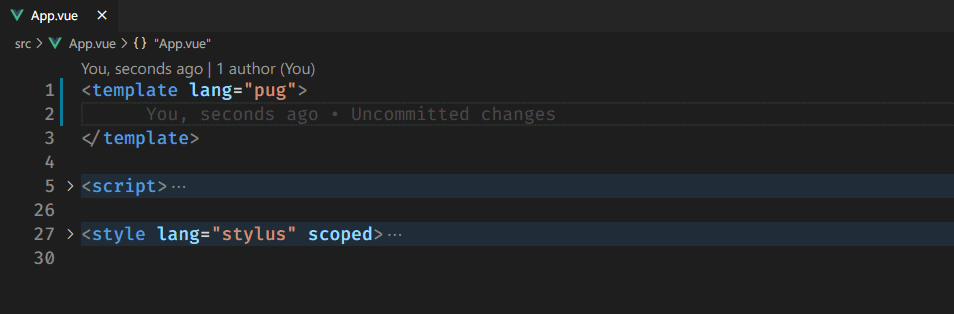 App.vue ×
src > App.vue > {} "App.vue"
You, seconds ago | 1 author (You)
1 <template lang="pug">
2 You, seconds ago • Uncommitted changes
3 </template>
4
5 > <script>···
26
27 > <style lang="stylus" scoped>···
30